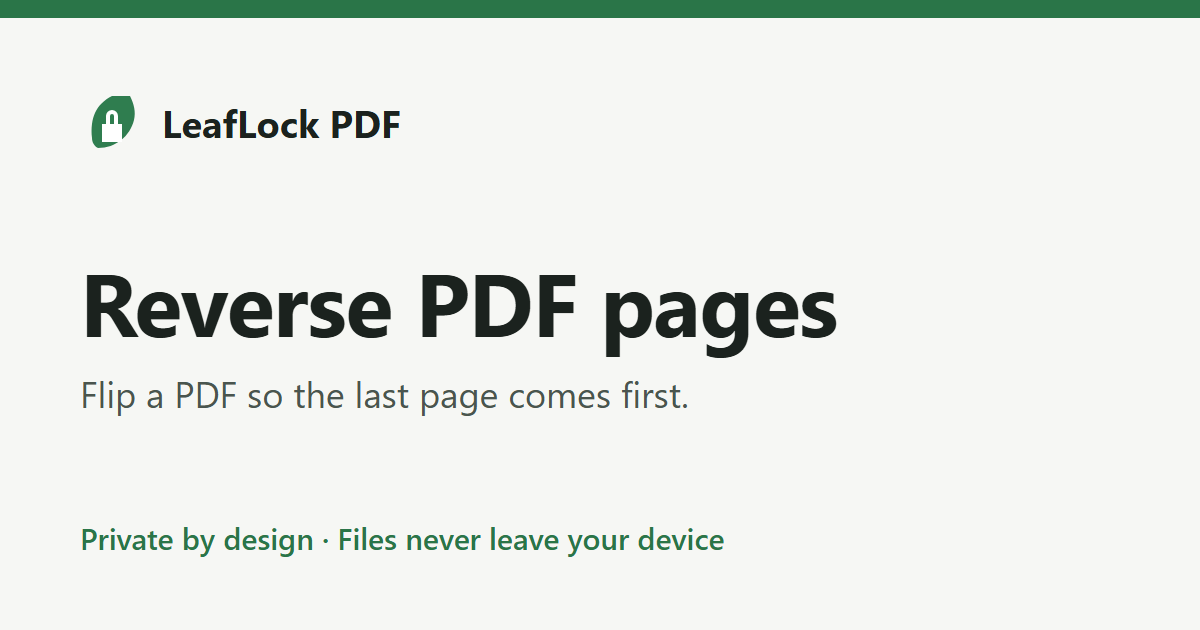 LeafLock PDF
Reverse PDF pages
Flip a PDF so the last page comes first.
Private by design · Files never leave your device